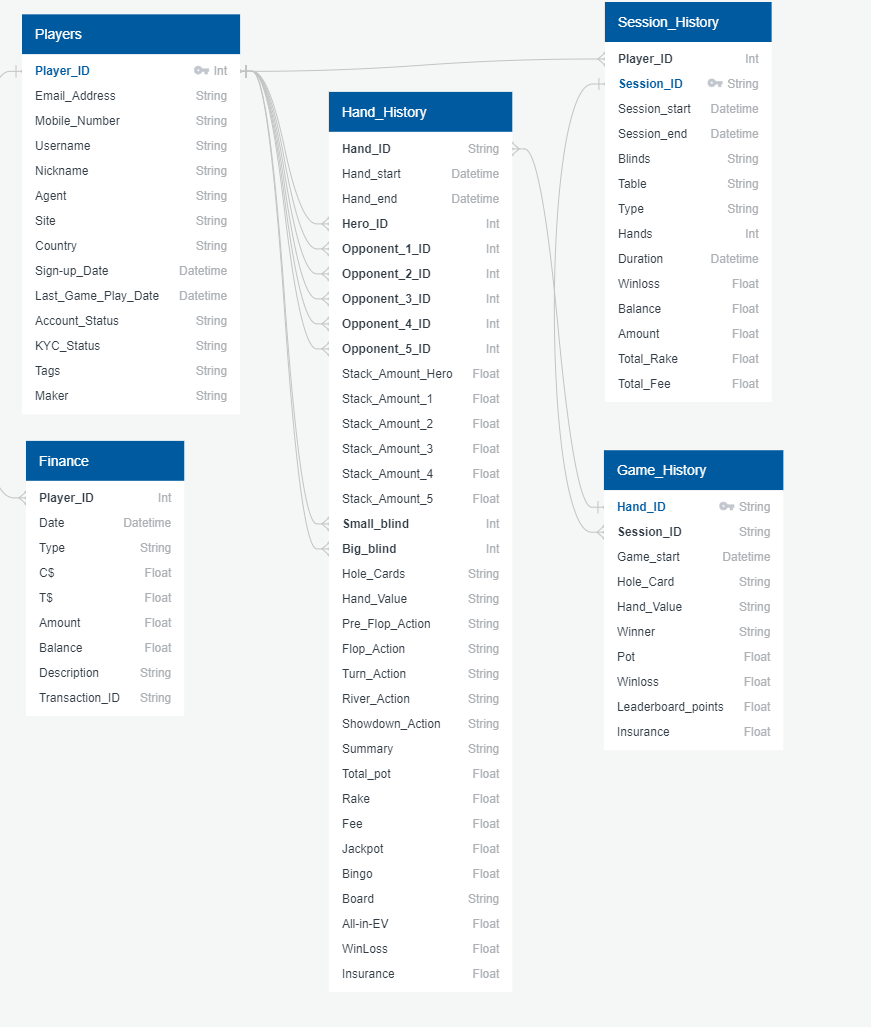 Players
Player_ID Int
Email_Address String
Mobile_Number String
Username String
Nickname String
Agent String
Site String
Country String
Sign-up_Date Datetime
Last_Game_Play_Date Datetime
Account_Status String
KYC_Status String
Tags String
Maker String
Finance
Player_ID Int
Date Datetime
Type String
C$ Float
T$ Float
Amount Float
Balance Float
Description String
Transaction_ID String
Hand_History
Hand_ID String
Hand_start Datetime
Hand_end Datetime
Hero_ID Int
Opponent_1_ID Int
Opponent_2_ID Int
Opponent_3_ID Int
Opponent_4_ID Int
Opponent_5_ID Int
Stack_Amount_Hero Float
Stack_Amount_1 Float
Stack_Amount_2 Float
Stack_Amount_3 Float
Stack_Amount_4 Float
Stack_Amount_5 Float
Small_blind Int
Big_blind Int
Hole_Cards String
Hand_Value String
Pre_Flop_Action String
Flop_Action String
Turn_Action String
River_Action String
Showdown_Action String
Summary String
Total_pot Float
Rake Float
Fee Float
Jackpot Float
Bingo Float
Board String
All-in-EV Float
WinLoss Float
Insurance Float
Session_History
Player_ID Int
Session_ID String
Session_start Datetime
Session_end Datetime
Blinds String
Table String
Type String
Hands Int
Duration Datetime
Winloss Float
Balance Float
Amount Float
Total_Rake Float
Total_Fee Float
Game_History
Hand_ID String
Session_ID String
Game_start Datetime
Hole_Card String
Hand_Value String
Winner String
Pot Float
Winloss Float
Leaderboard_points Float
Insurance Float